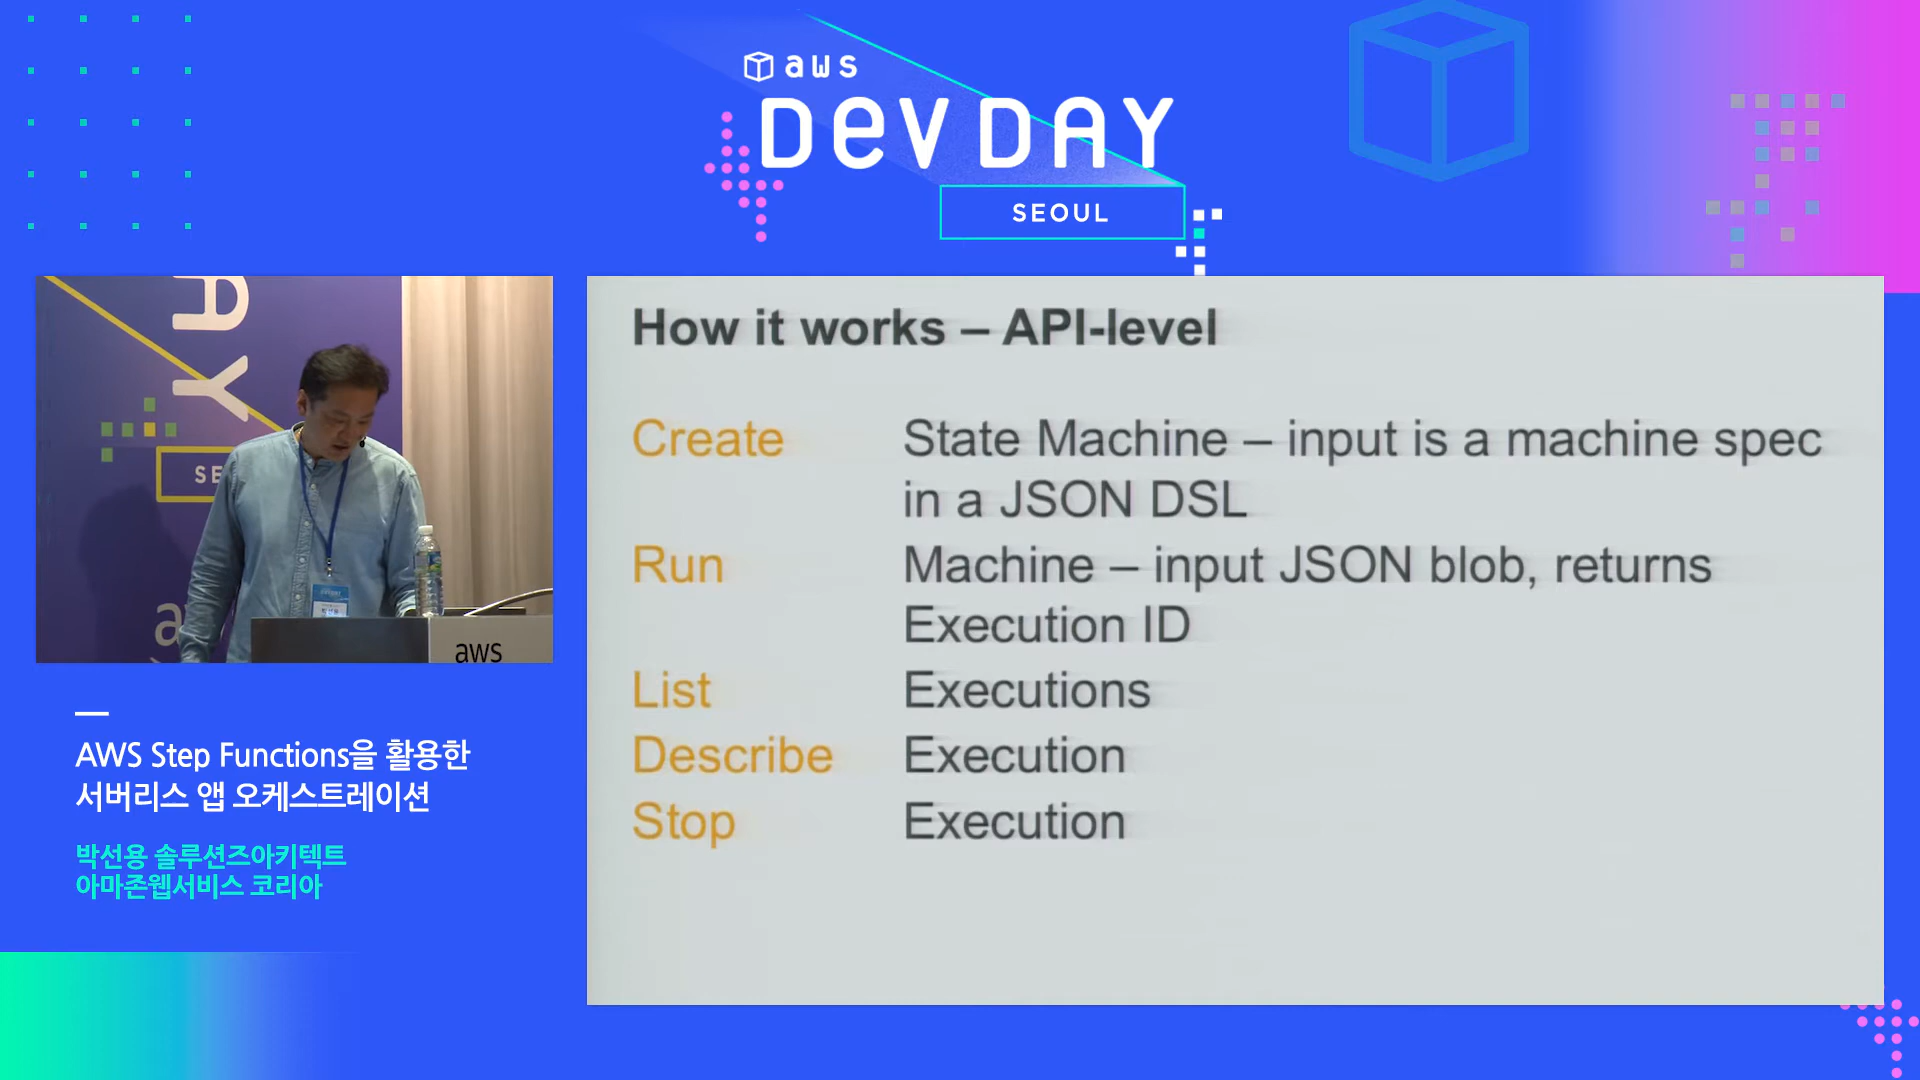 aws
DEV DAY
SEOUL
AY
SE
aws
How it works – API-level
Create State Machine – input is a machine spec
in a JSON DSL
Run Machine – input JSON blob, returns
Execution ID
List Executions
Describe Execution
Stop Execution
AWS Step Functions을 활용한
서버리스 앱 오케스트레이션
박선용 솔루션즈아키텍트
아마존웹서비스 코리아